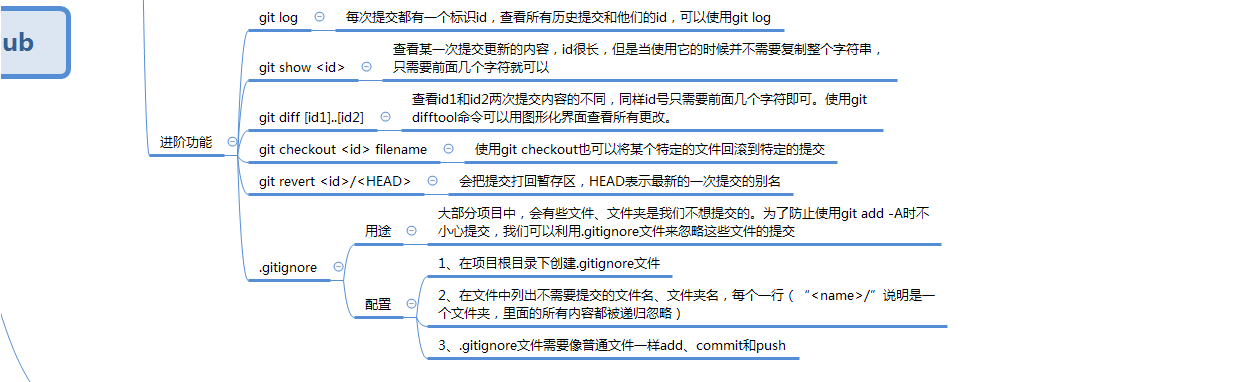 ub
进阶功能
git log
每次提交都有一个标识id，查看所有历史提交和他们的id，可以使用git log
git show <id>
查看某一次提交更新的内容，id很长，但是当使用它的时候并不需要复制整个字符串，
只需要前面几个字符就可以
git diff [id1]..[id2]
查看id1和id2两次提交内容的不同，同样id号只需要前面几个字符即可。使用git
difftool命令可以用图形化界面查看所有更改。
git checkout <id> filename
使用git checkout也可以将某个特定的文件回滚到特定的提交
git revert <id>/<HEAD>
会把提交打回暂存区，HEAD表示最新的一次提交的别名
.gitignore
用途
大部分项目中，会有些文件、文件夹是我们不想提交的。为了防止使用git add -A时不
小心提交，我们可以利用.gitignore文件来忽略这些文件的提交
配置
1、在项目根目录下创建.gitignore文件
2、在文件中列出不需要提交的文件名、文件夹名，每个一行（“<name>/”说明是一
个文件夹，里面的所有内容都被递归忽略）
3、.gitignore文件需要像普通文件一样add、commit和push